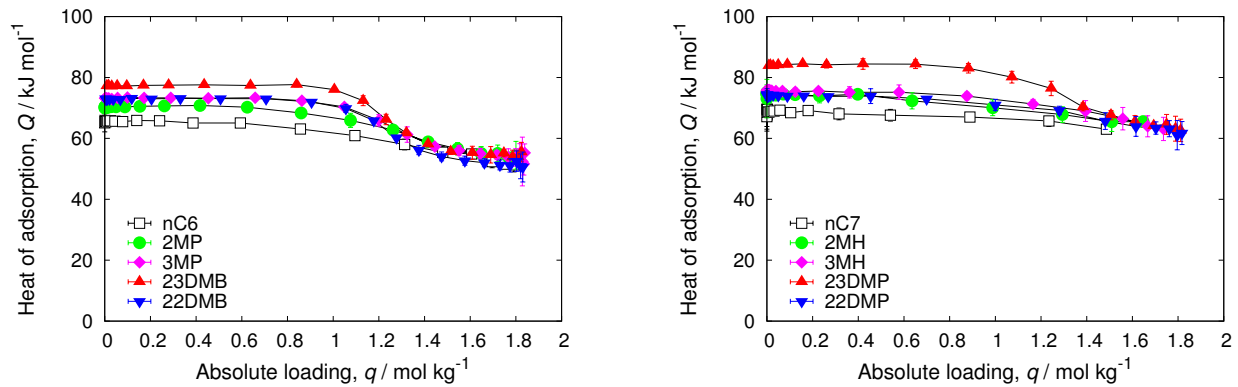 100
80
60
40
20
0
0 0.2 0.4 0.6 0.8 1 1.2 1.4 1.6 1.8 2
Heat of adsorption, Q / kJ mol⁻¹
Absolute loading, q / mol kg⁻¹
nC6
2MP
3MP
23DMB
22DMB
100
80
60
40
20
0
0 0.2 0.4 0.6 0.8 1 1.2 1.4 1.6 1.8 2
Heat of adsorption, Q / kJ mol⁻¹
Absolute loading, q / mol kg⁻¹
nC7
2MH
3MH
23DMP
22DMP